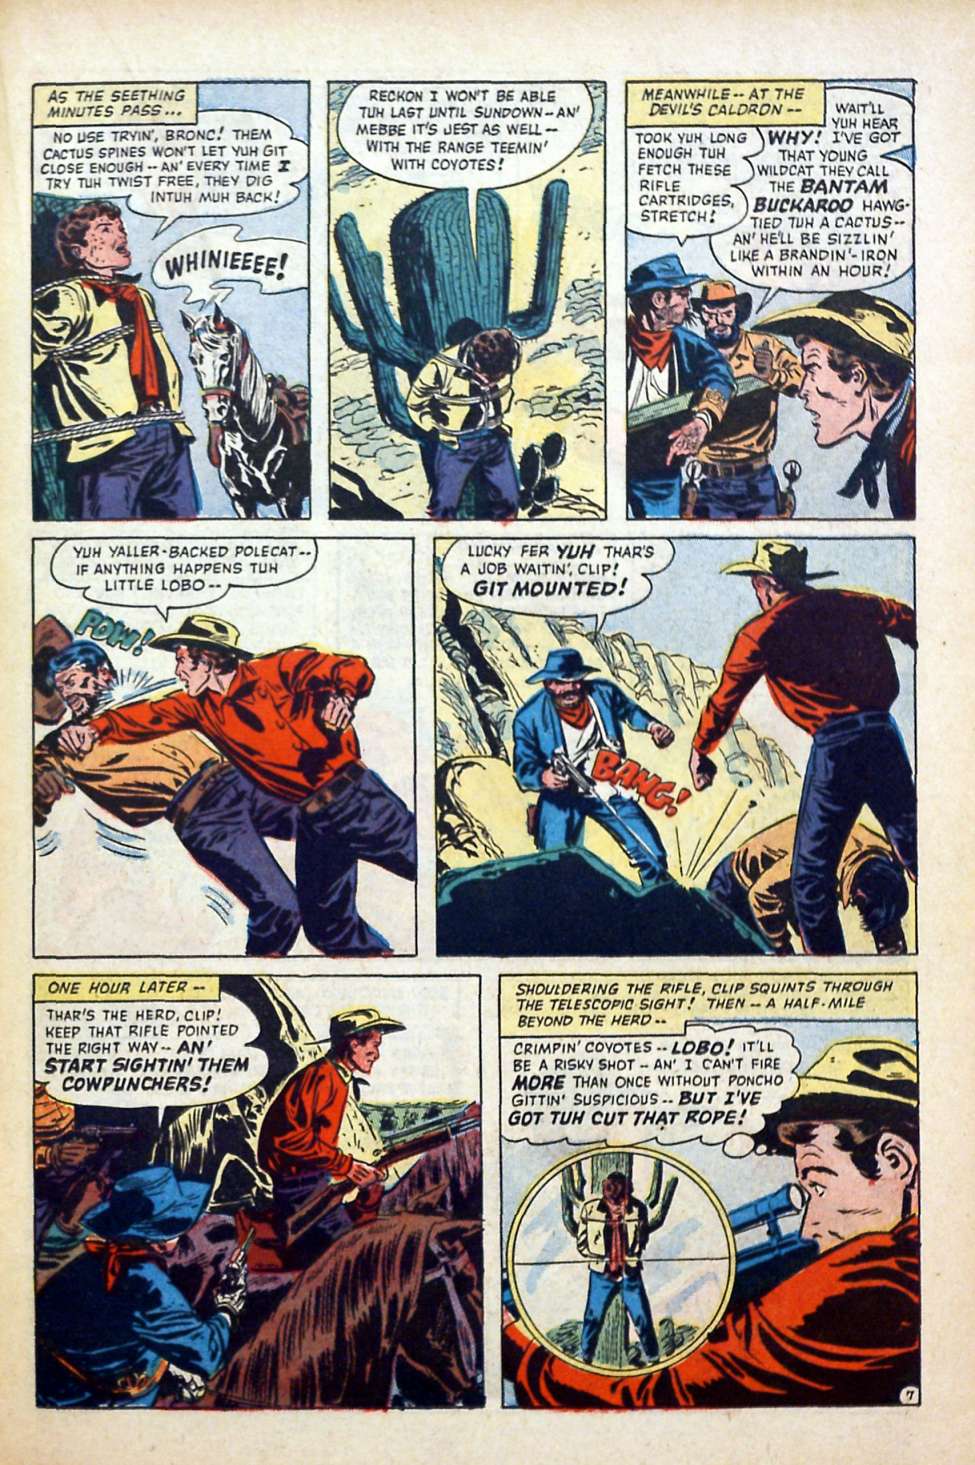 AS THE SEETHING
MINUTES PASS...
NO USE TRYIN', BRONC! THEM
CACTUS SPINES WON'T LET YUH GIT
CLOSE ENOUGH -- AN' EVERY TIME I
TRY TUH TWIST FREE, THEY DIG
INTUH MUH BACK!
WHINIEEEE!
RECKON I WON'T BE ABLE
TUH LAST UNTIL SUNDOWN -- AN'
MEBBE IT'S JEST AS WELL --
WITH THE RANGE TEEMIN'
WITH COYOTES!
MEANWHILE -- AT THE
DEVIL'S CALDRON --
TOOK YUH LONG
ENOUGH TUH
FETCH THESE
RIFLE
CARTRIDGES,
STRETCH!
WAIT'LL
YUH HEAR
WHY! I'VE GOT
THAT YOUNG
WILDCAT THEY CALL
THE BANTAM
BUCKAROO HAWG-
TIED TUH A CACTUS --
AN' HE'LL BE SIZZLIN'
LIKE A BRANDIN'-IRON
WITHIN AN HOUR!
YUH YALLER-BACKED POLECAT --
IF ANYTHING HAPPENS TUH
LITTLE LOBO --
POW!
LUCKY FER YUH THAR'S
A JOB WAITIN', CLIP!
GIT MOUNTED!
BANG!
ONE HOUR LATER --
THAR'S THE HERD, CLIP!
KEEP THAT RIFLE POINTED
THE RIGHT WAY -- AN'
START SIGHTIN' THEM
COWPUNCHERS!
SHOULDERING THE RIFLE, CLIP SQUINTS THROUGH
THE TELESCOPIC SIGHT! THEN -- A HALF-MILE
BEYOND THE HERD --
CRIMPIN' COYOTES -- LOBO! IT'LL
BE A RISKY SHOT -- AN' I CAN'T FIRE
MORE THAN ONCE WITHOUT PONCHO
GITTIN' SUSPICIOUS -- BUT I'VE
GOT TUH CUT THAT ROPE!
7